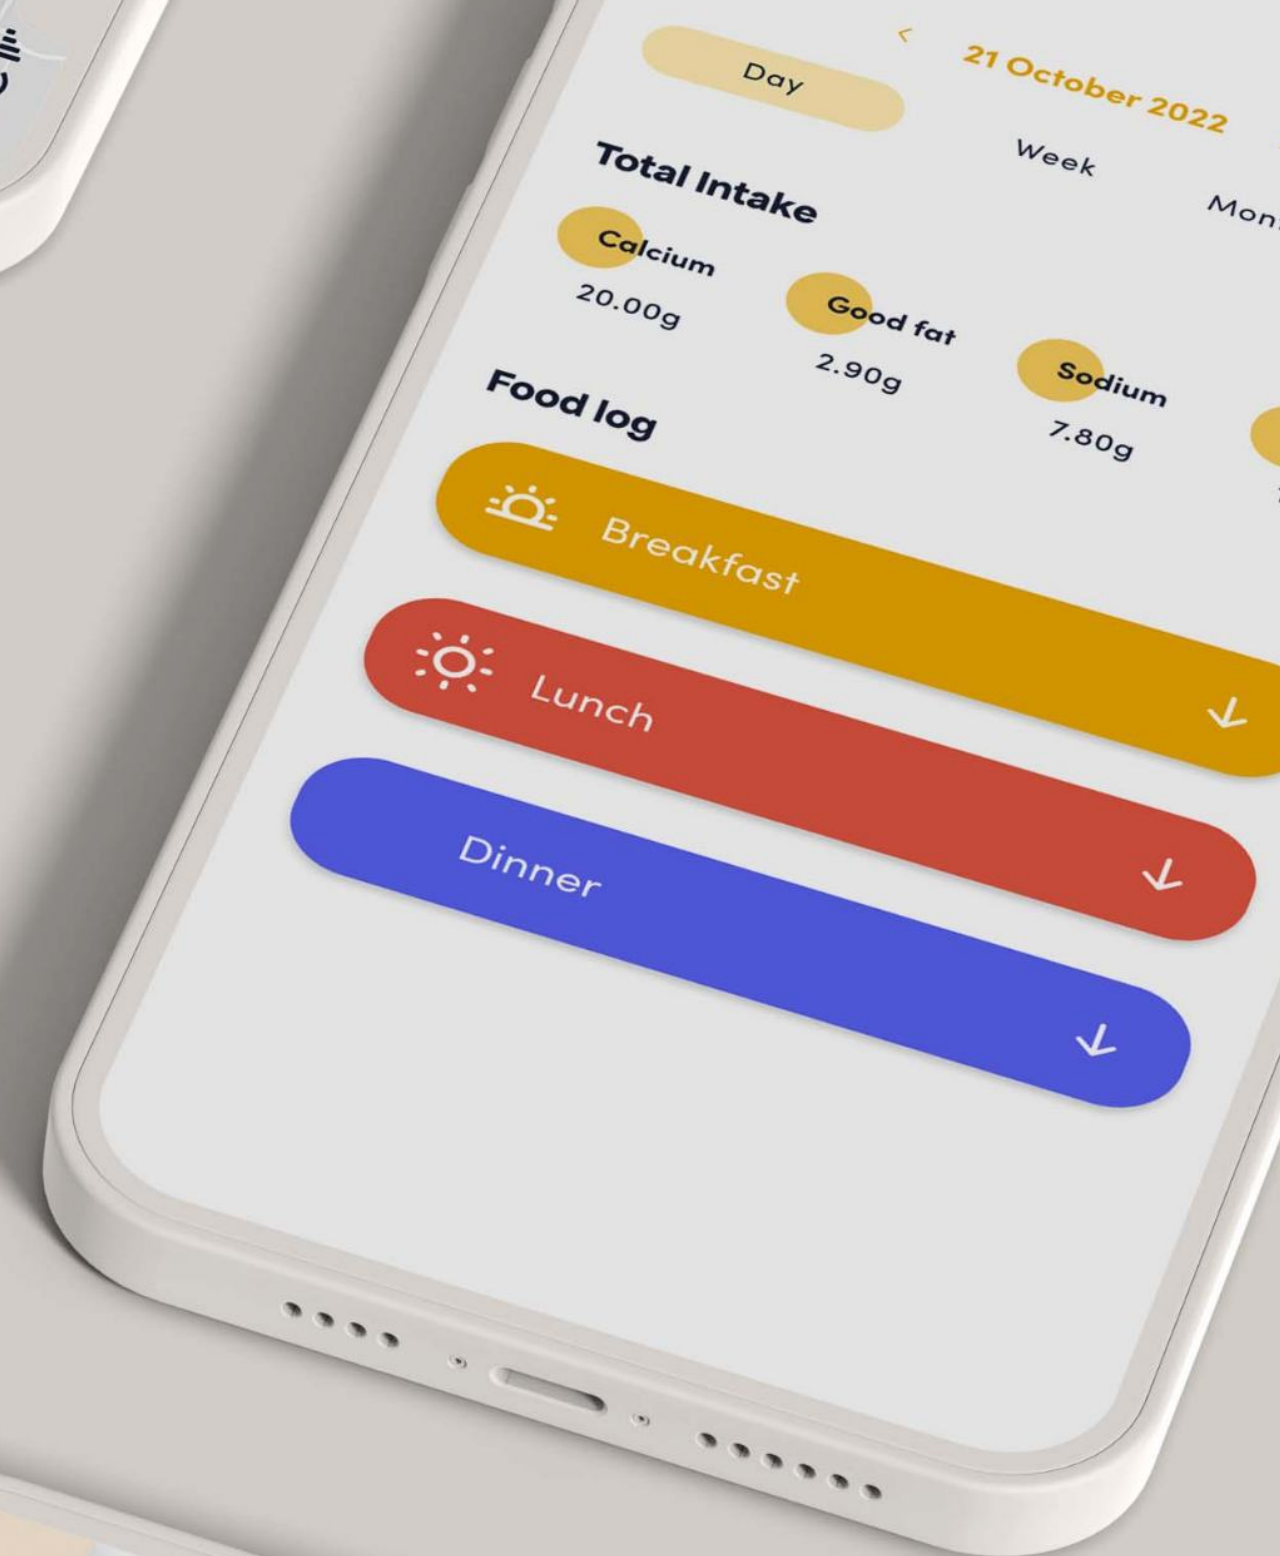 21 October 2022
Day
Week
Total Intake
Calcium
Good fat
Sodium
20.00g
2.90g
7.80g
Food log
Breakfast
Lunch
Dinner